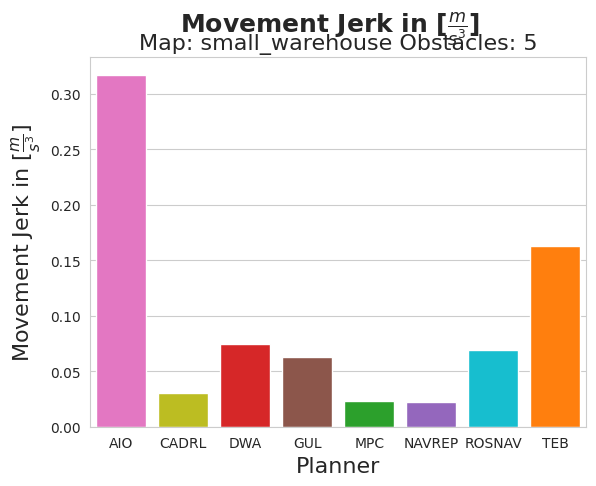 Movement Jerk in [m/s³]
Map: small_warehouse Obstacles: 5
Movement Jerk in [m/s³]
0.30
0.25
0.20
0.15
0.10
0.05
0.00
AIO CADRL DWA GUL MPC NAVREP ROSNAV TEB
Planner